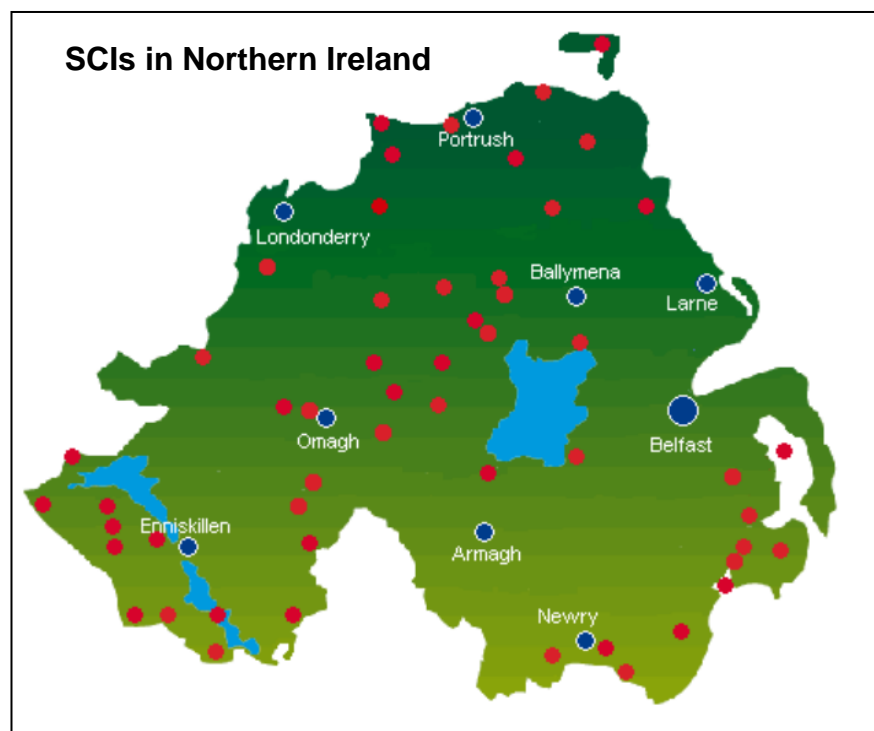 SCIs in Northern Ireland
Portrush
Londonderry
Ballymena
Larne
Omagh
Belfast
Enniskillen
Armagh
Newry